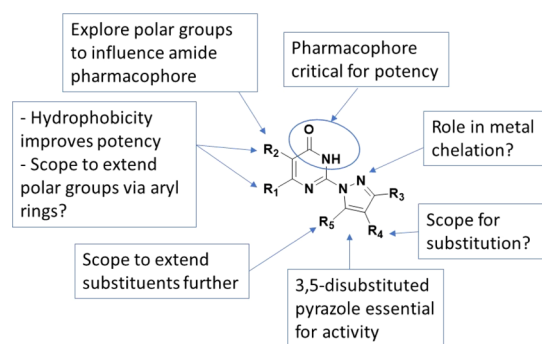 Explore polar groups
to influence amide
pharmacophore
Pharmacophore
critical for potency
- Hydrophobicity
improves potency
- Scope to extend
polar groups via aryl
rings?
Role in metal
chelation?
O
R2
NH
R1
N
N
N
R3
R5
R4
Scope for
substitution?
Scope to extend
substituents further
3,5-disubstituted
pyrazole essential
for activity